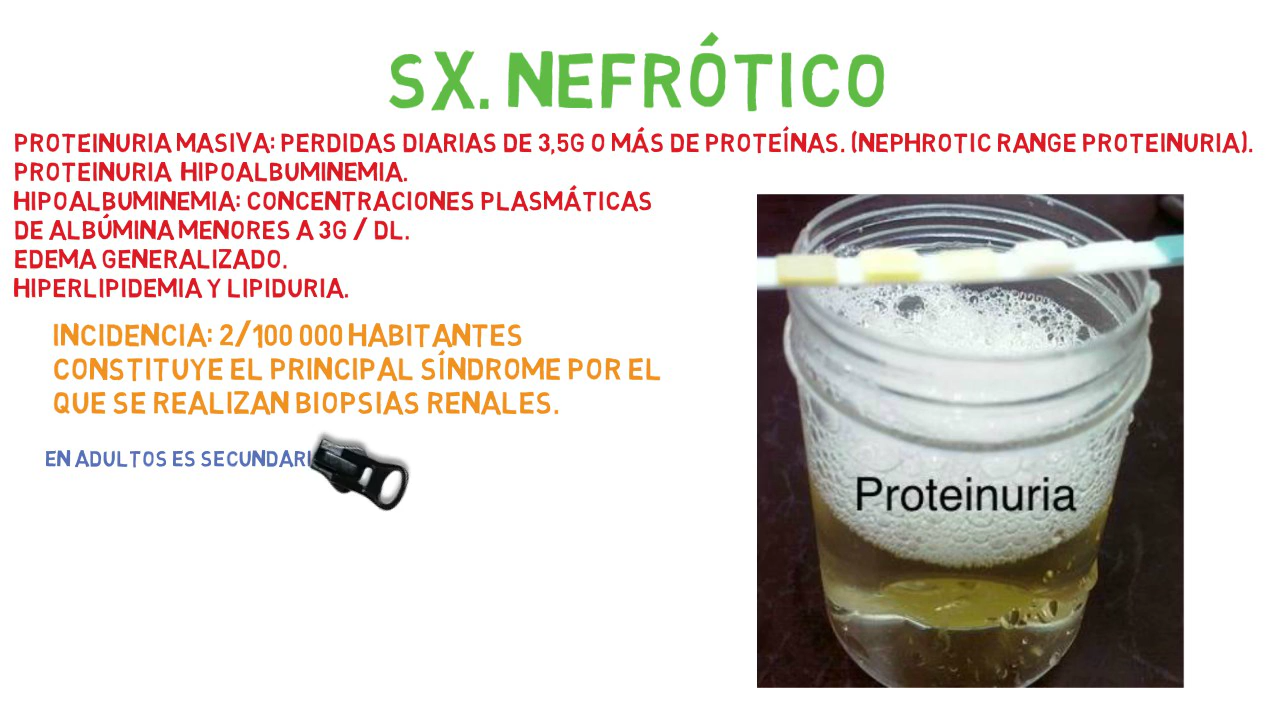 SX. NEFRÓTICO
PROTEINURIA MASIVA: PERDIDAS DIARIAS DE 3,5G O MÁS DE PROTEÍNAS. (NEPHROTIC RANGE PROTEINURIA).
PROTEINURIA HIPOALBUMINEMIA.
HIPOALBUMINEMIA: CONCENTRACIONES PLASMÁTICAS
DE ALBÚMINA MENORES A 3G / DL.
EDEMA GENERALIZADO.
HIPERLIPIDEMIA Y LIPIDURIA.
INCIDENCIA: 2/100 000 HABITANTES
CONSTITUYE EL PRINCIPAL SÍNDROME POR EL
QUE SE REALIZAN BIOPSIAS RENALES.
EN ADULTOS ES SECUNDARI
Proteinuria